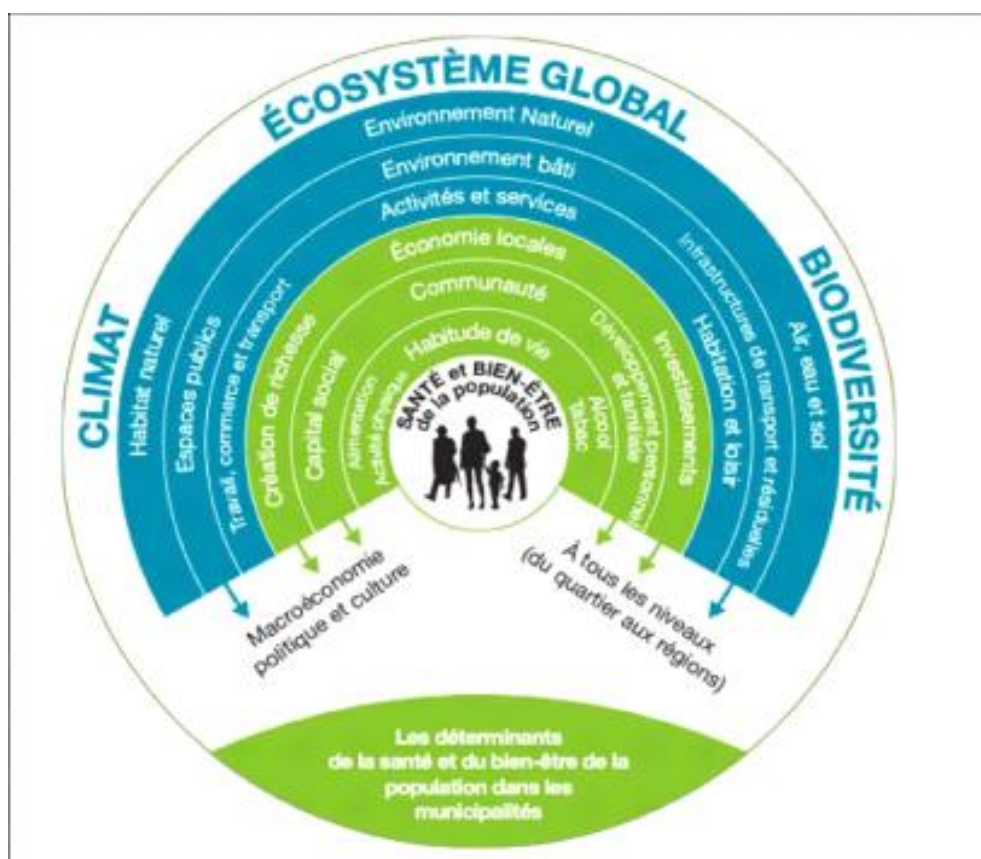 ÉCOSYSTÈME GLOBAL
CLIMAT
BIODIVERSITÉ
Environnement Naturel
Habitat naturel
Air, eau et sol
Environnement bâti
Espaces publics
Infrastructures de transport et résiduelles
Activités et services
Travail, commerce et transport
Habitation et loisir
Économie locales
Création de richesse
Investissements
Communauté
Capital social
Développement personnel
et familiale
Habitude de vie
Alimentation
Activité physique
Alcool
Tabac
SANTÉ et BIEN-ÊTRE
de la population
Macroéconomie
politique et culture
À tous les niveaux
(du quartier aux régions)
Les déterminants
de la santé et du bien-être de la
population dans les
municipalités